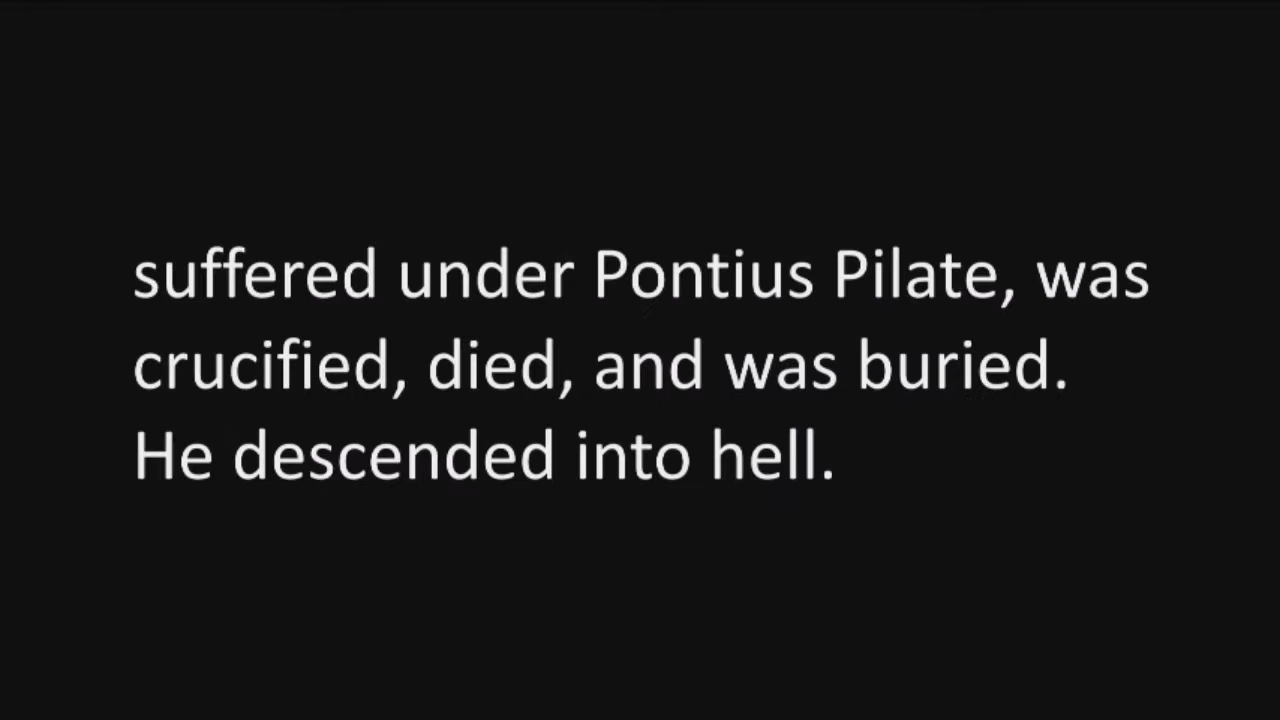 suffered under Pontius Pilate, was
crucified, died, and was buried.
He descended into hell.